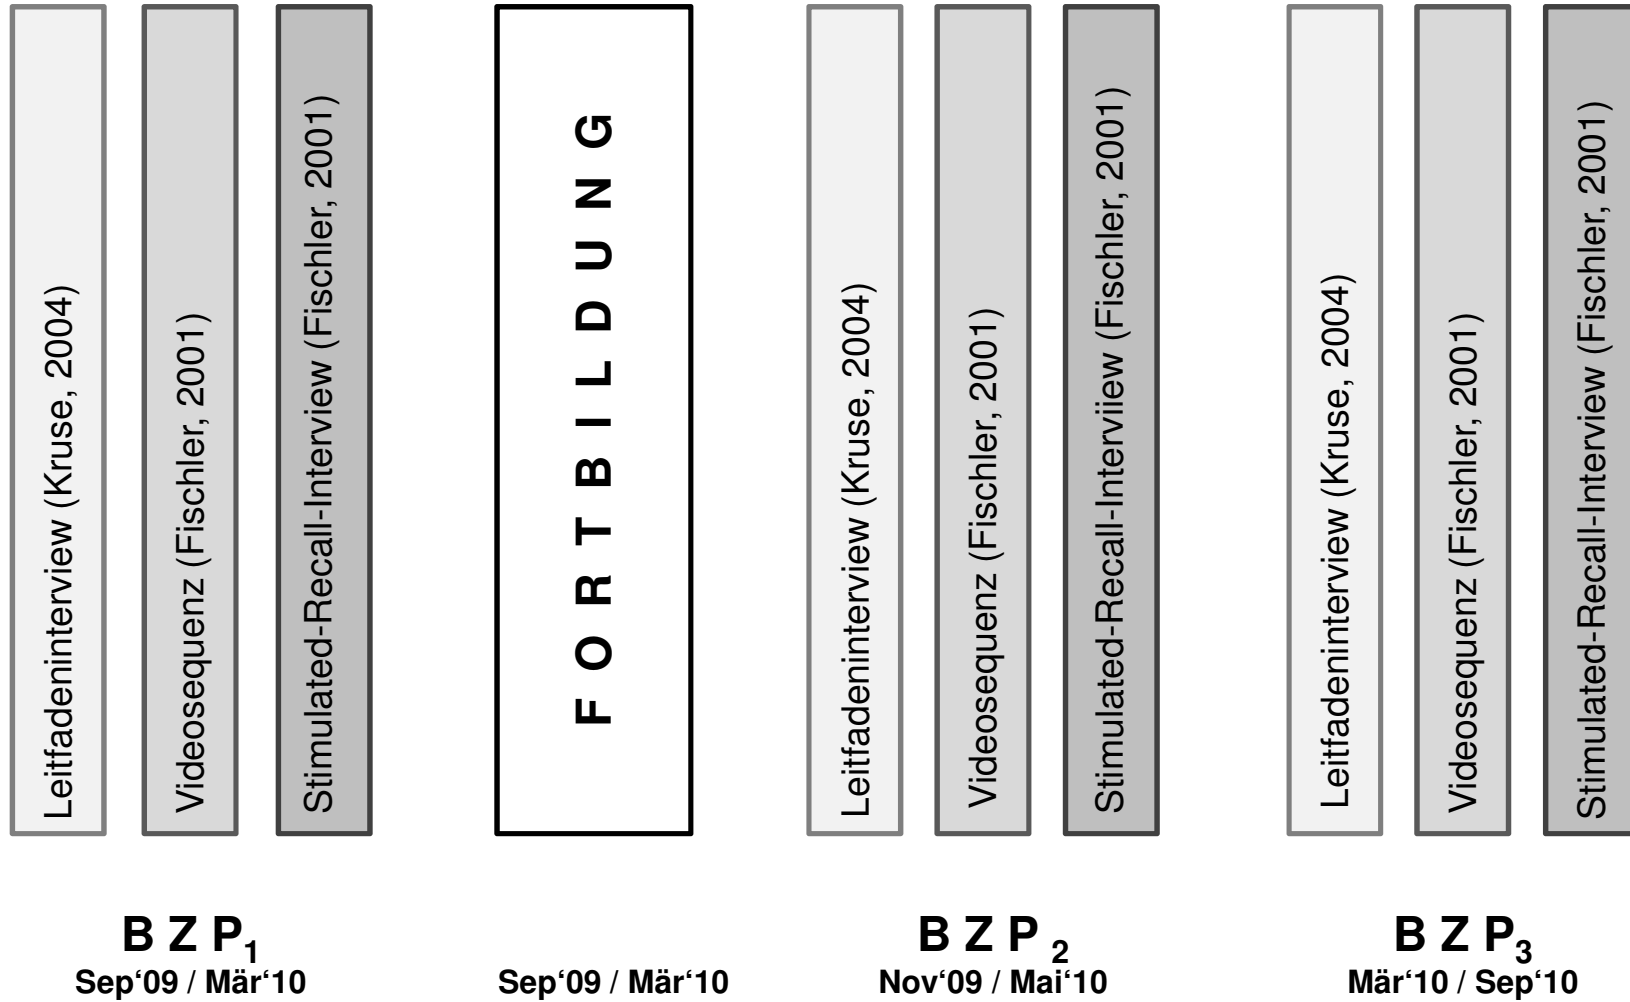 Leitfadeninterview (Kruse, 2004)
Videosequenz (Fischler, 2001)
Stimulated-Recall-Interview (Fischler, 2001)
F O R T B I L D U N G
Leitfadeninterview (Kruse, 2004)
Videosequenz (Fischler, 2001)
Stimulated-Recall-Interviiew (Fischler, 2001)
Leitfadeninterview (Kruse, 2004)
Videosequenz (Fischler, 2001)
Stimulated-Recall-Interview (Fischler, 2001)
B Z P1
Sep‘09 / Mär‘10
Sep‘09 / Mär‘10
B Z P 2
Nov‘09 / Mai‘10
B Z P3
Mär‘10 / Sep‘10